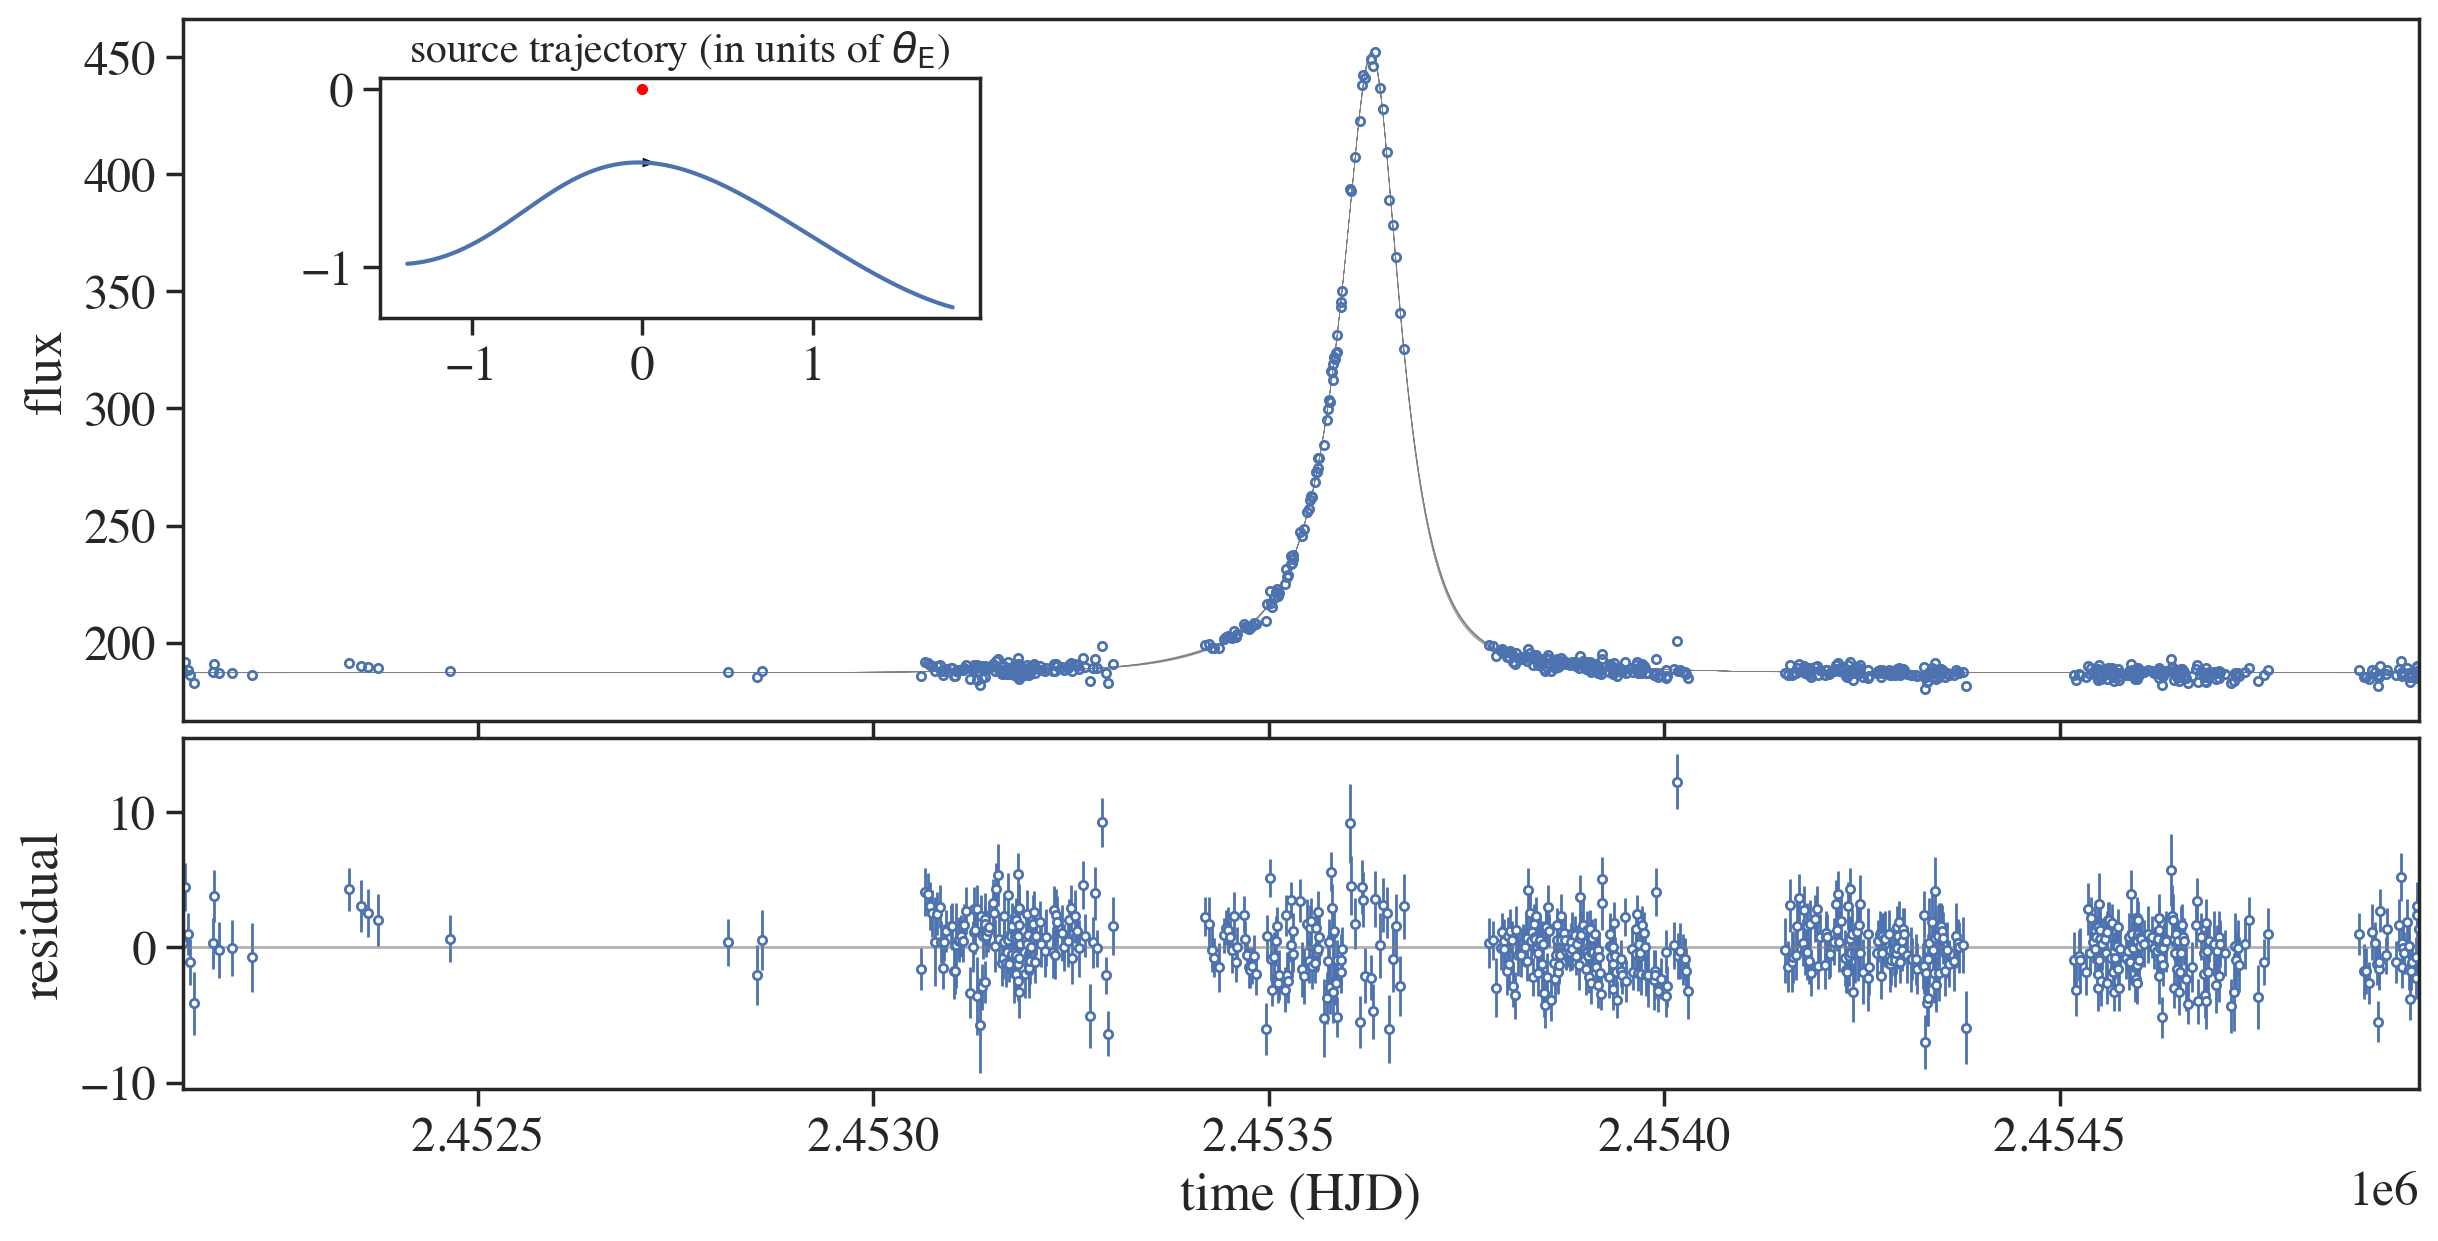 source trajectory (in units of θ_E)
0
−1
−1 0 1
450
400
350
300
250
200
flux
10
0
−10
residual
2.4525 2.4530 2.4535 2.4540 2.4545
time (HJD)
1e6